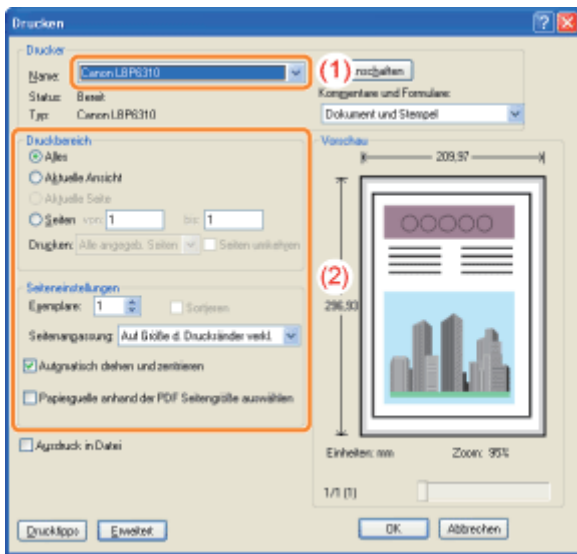 Drucken
Drucker
Name: Canon LBP6310 (1)
Status: Bereit
Kommentare und Formulare:
Typ: Canon LBP6310
Dokument und Stempel
Druckbereich
Alles
Aktuelle Ansicht
Aktuelle Seite
Seiten von: 1 bis: 1
Drucken: Alle angegeb. Seiten Seiten umkehren
Vorschau
209,97
(2)
296,93
Seiteneinstellungen
Exemplare: 1 Sortieren
Seitenanpassung: Auf Größe d. Druckränder verkl.
Automatisch drehen und zentrieren
Papierquelle anhand der PDF Seitengröße auswählen
Ausdruck in Datei
Einheiten: mm Zoom: 95%
1/1 (1)
Drucktipps Erweitert OK Abbrechen